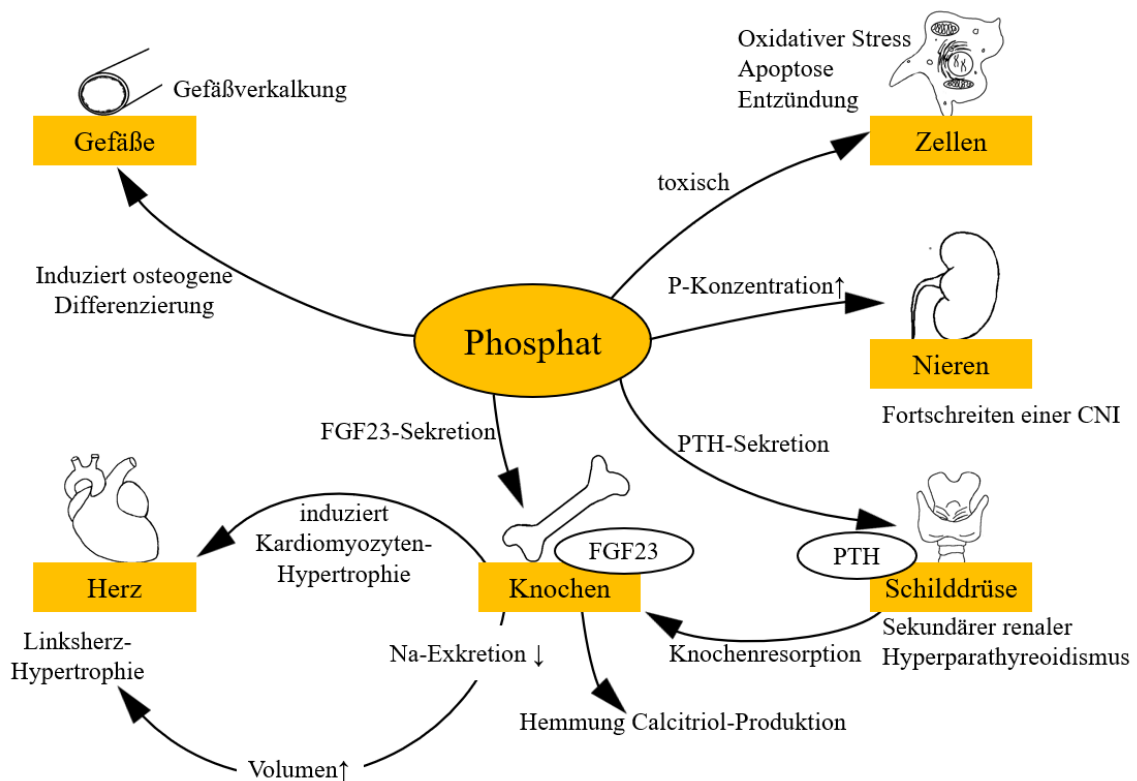 Oxidativer Stress
Apoptose
Entzündung
Gefäßverkalkung
Gefäße
Zellen
toxisch
Induziert osteogene
Differenzierung
P-Konzentration↑
Phosphat
Nieren
Fortschreiten einer CNI
FGF23-Sekretion
PTH-Sekretion
induziert
Kardiomyozyten-
Hypertrophie
FGF23
PTH
Herz
Knochen
Schilddrüse
Linksherz-
Hypertrophie
Na-Exkretion ↓
Knochenresorption
Sekundärer renaler
Hyperparathyreoidismus
Hemmung Calcitriol-Produktion
Volumen↑